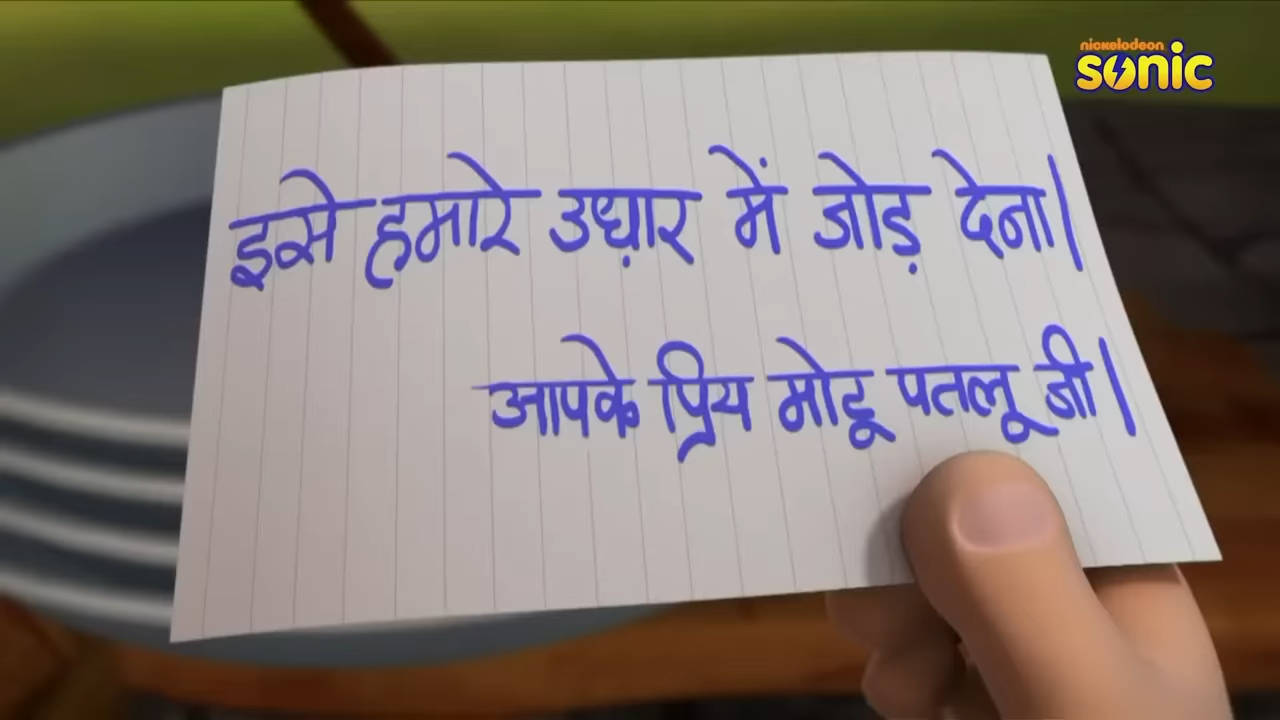 nickelodeon
sonic
इसे हमारे उध़ार में जोड़ देना|
आपके प्रिय मोटू पतलू जी|